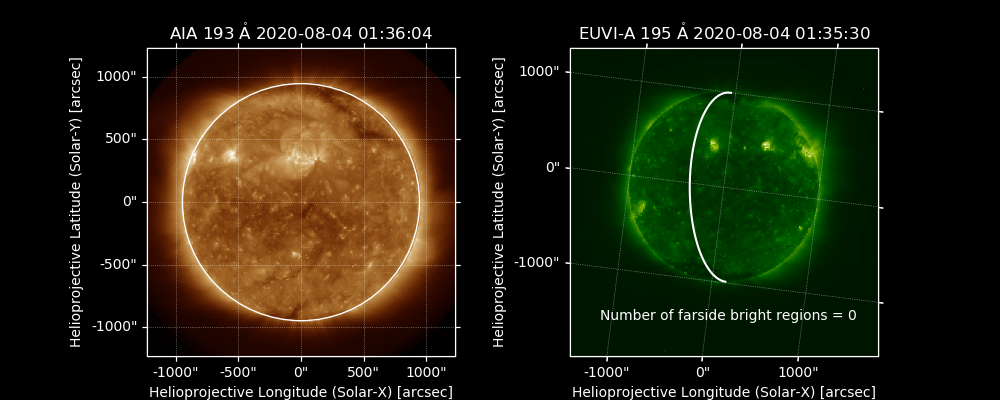 AIA 193 Å 2020-08-04 01:36:04
1000"
500"
0"
-500"
-1000"
-1000"
-500"
0"
500"
1000"
Helioprojective Longitude (Solar-X) [arcsec]
Helioprojective Latitude (Solar-Y) [arcsec]
EUVI-A 195 Å 2020-08-04 01:35:30
1000"
0"
-1000"
Number of farside bright regions = 0
-1000"
0"
1000"
Helioprojective Longitude (Solar-X) [arcsec]
Helioprojective Latitude (Solar-Y) [arcsec]